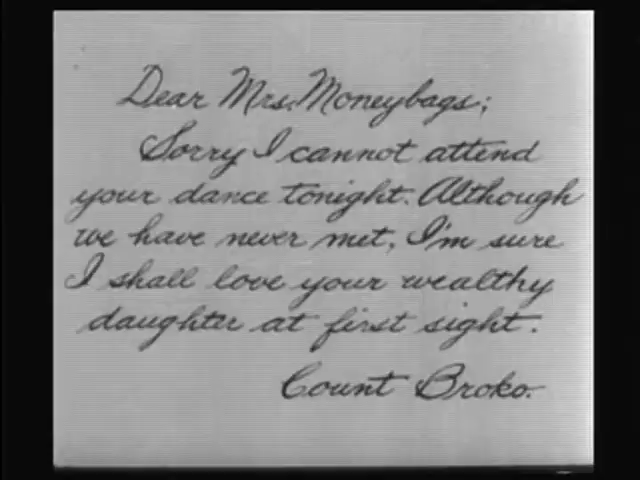 Dear Mrs. Moneybags;
Sorry I cannot attend
your dance tonight. Although
we have never met, I'm sure
I shall love your wealthy
daughter at first sight.
Count Broko.